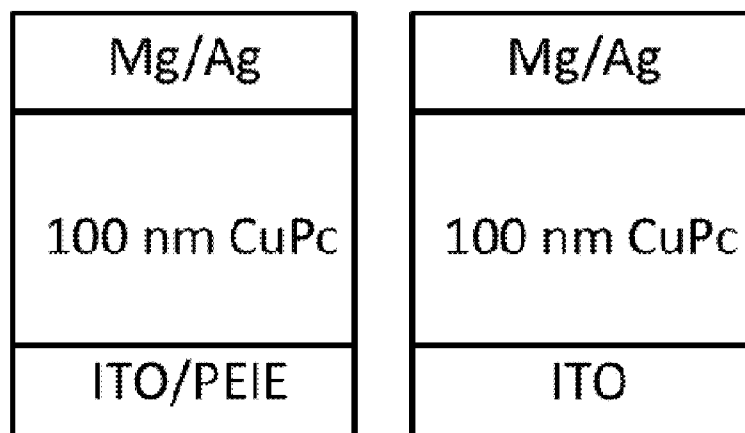 Mg/Ag
100 nm CuPc
ITO/PEIE
Mg/Ag
100 nm CuPc
ITO